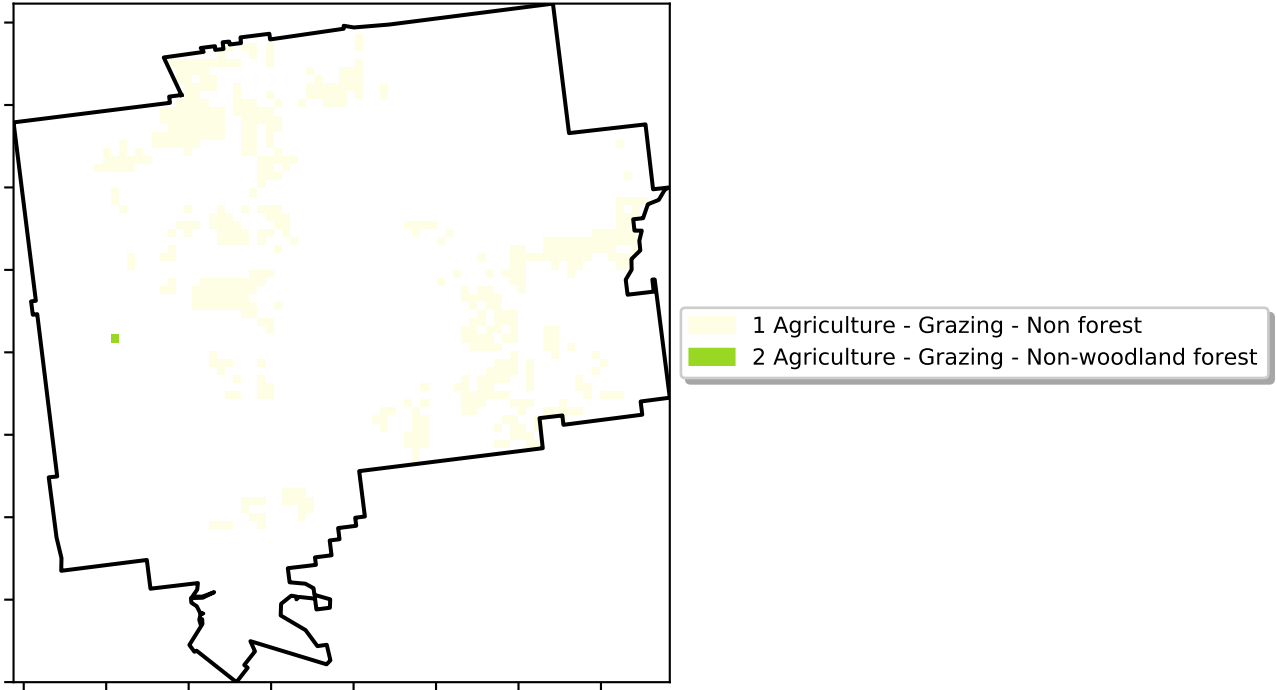 1 Agriculture - Grazing - Non forest
2 Agriculture - Grazing - Non-woodland forest